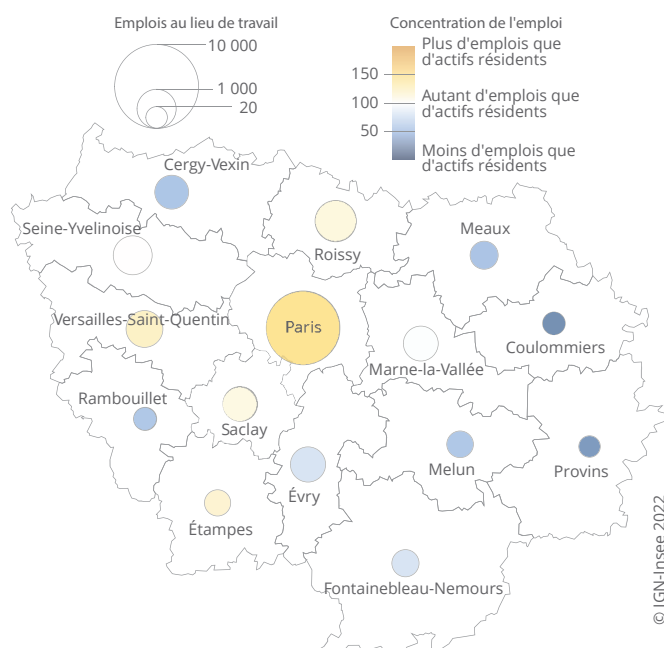 Emplois au lieu de travail
10 000
1 000
20
Concentration de l'emploi
Plus d'emplois que
d'actifs résidents
150
Autant d'emplois que
100
d'actifs résidents
50
Moins d'emplois que
d'actifs résidents
Cergy-Vexin
Seine-Yvelinoise
Roissy
Meaux
Versailles-Saint-Quentin
Paris
Coulommiers
Marne-la-Vallée
Rambouillet
Saclay
Melun
Provins
Évry
Étampes
Fontainebleau-Nemours
© IGN-Insee 2022